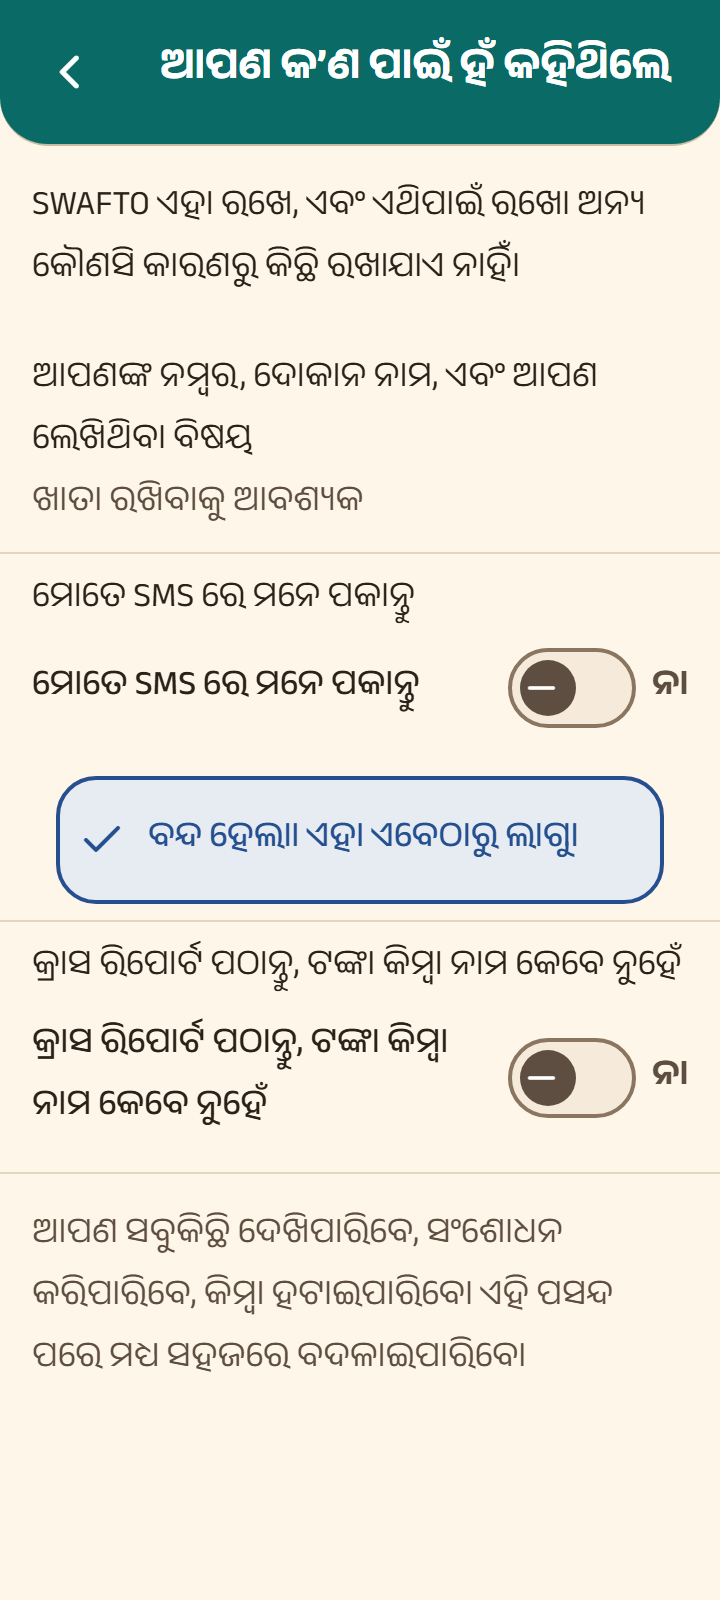 ଆପଣ କ’ଣ ପାଇଁ ହଁ କହିଥିଲେ
SWAFTO ଏହା ରଖେ, ଏବଂ ଏଥିପାଇଁ ରଖେ। ଅନ୍ୟ
କୌଣସି କାରଣରୁ କିଛି ରଖାଯାଏ ନାହିଁ।
ଆପଣଙ୍କ ନମ୍ବର, ଦୋକାନ ନାମ, ଏବଂ ଆପଣ
ଲେଖିଥିବା ବିଷୟ
ଖାତା ରଖିବାକୁ ଆବଶ୍ୟକ
ମୋତେ SMS ରେ ମନେ ପକାନ୍ତୁ
ମୋତେ SMS ରେ ମନେ ପକାନ୍ତୁ
ନା
ବନ୍ଦ ହେଲା। ଏହା ଏବେଠାରୁ ଲାଗୁ।
କ୍ରାସ ରିପୋର୍ଟ ପଠାନ୍ତୁ, ଟଙ୍କା କିମ୍ବା ନାମ କେବେ ନୁହେଁ
କ୍ରାସ ରିପୋର୍ଟ ପଠାନ୍ତୁ, ଟଙ୍କା କିମ୍ବା
ନାମ କେବେ ନୁହେଁ
ନା
ଆପଣ ସବୁକିଛି ଦେଖିପାରିବେ, ସଂଶୋଧନ
କରିପାରିବେ, କିମ୍ବା ହଟାଇପାରିବେ। ଏହି ପସନ୍ଦ
ପରେ ମଧ୍ୟ ସହଜରେ ବଦଳାଇପାରିବେ।